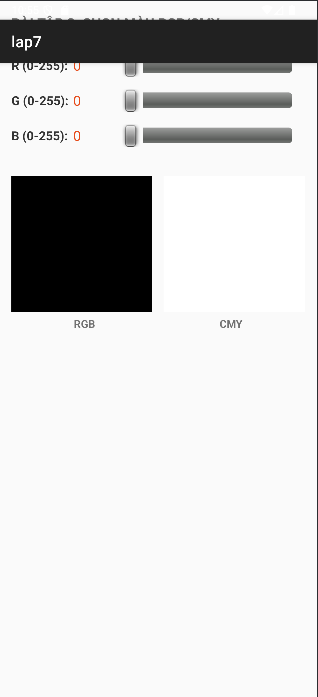 lap7
R (0-255): 0
G (0-255): 0
B (0-255): 0
RGB
CMY